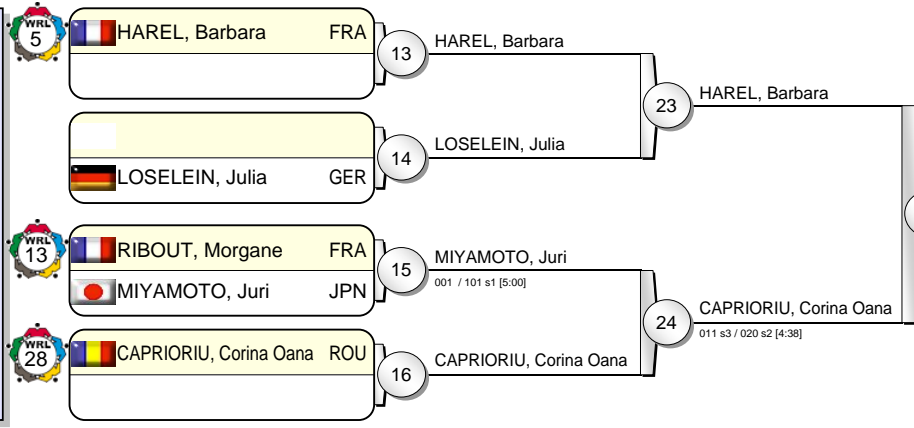 WRL
5
HAREL, Barbara FRA
13
HAREL, Barbara
23
HAREL, Barbara
LOSELEIN, Julia GER
14
LOSELEIN, Julia
WRL
13
RIBOUT, Morgane FRA
MIYAMOTO, Juri JPN
15
MIYAMOTO, Juri
001 / 101 s1 [5:00]
24
CAPRIORIU, Corina Oana
011 s3 / 020 s2 [4:38]
WRL
28
CAPRIORIU, Corina Oana ROU
16
CAPRIORIU, Corina Oana